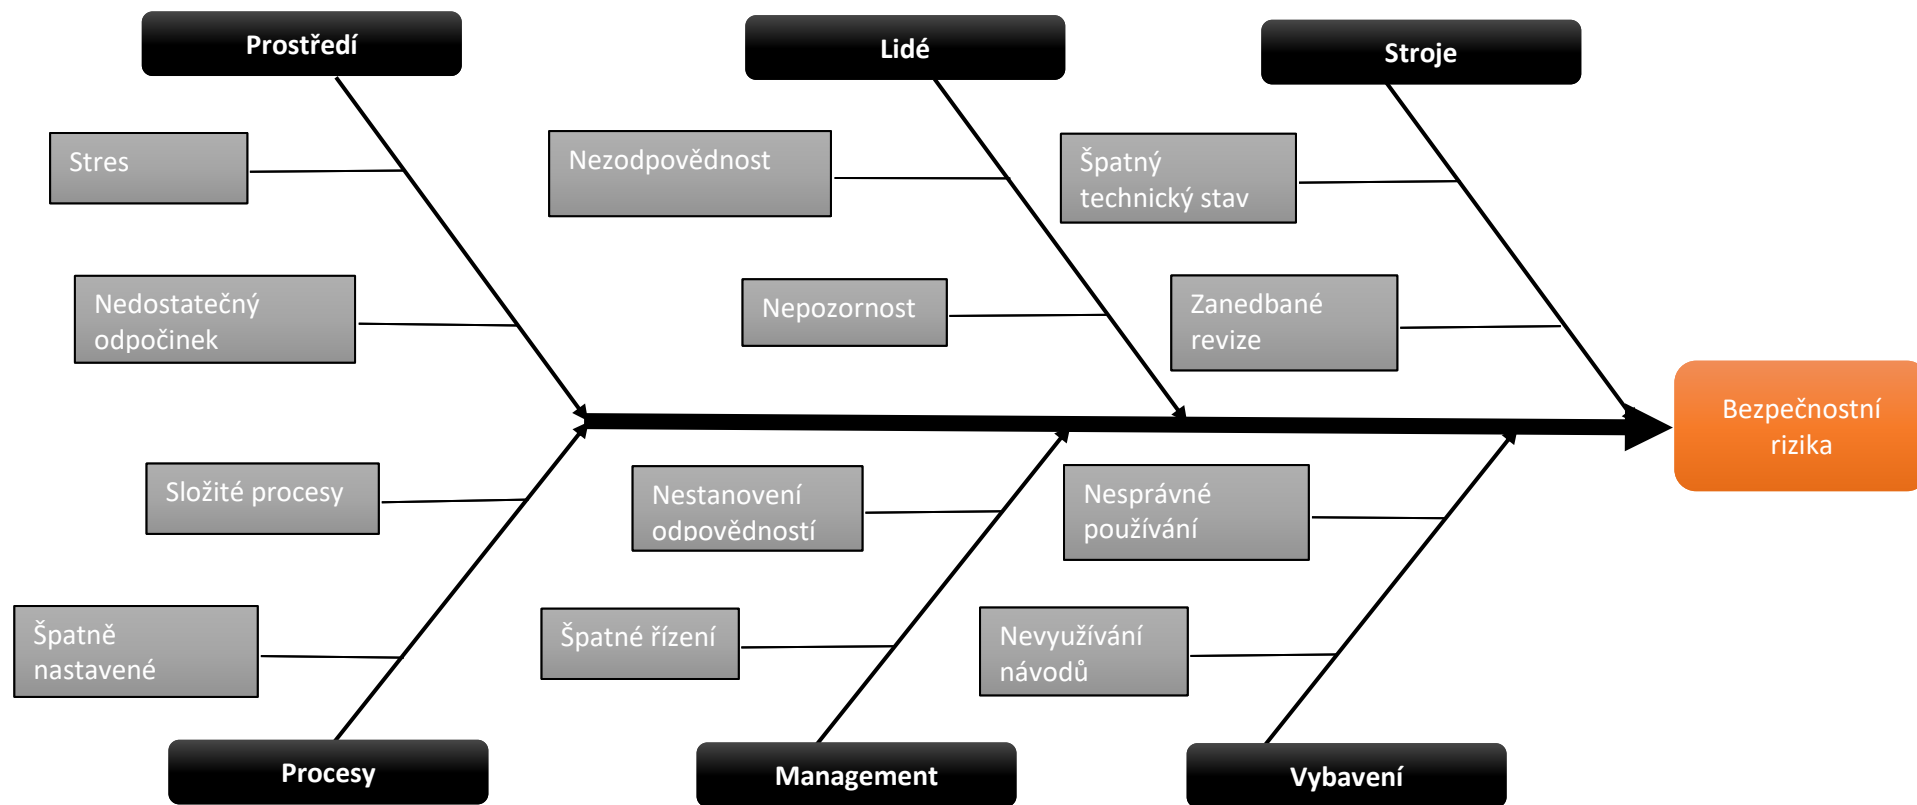 Prostředí
Lidé
Stroje
Stres
Nezodpovědnost
Špatný
technický stav
Nedostatečný
odpočinek
Nepozornost
Zanedbané
revize
Bezpečnostní
rizika
Složité procesy
Nestanovení
odpovědností
Nesprávné
používání
Špatně
nastavené
Špatné řízení
Nevyužívání
návodů
Procesy
Management
Vybavení